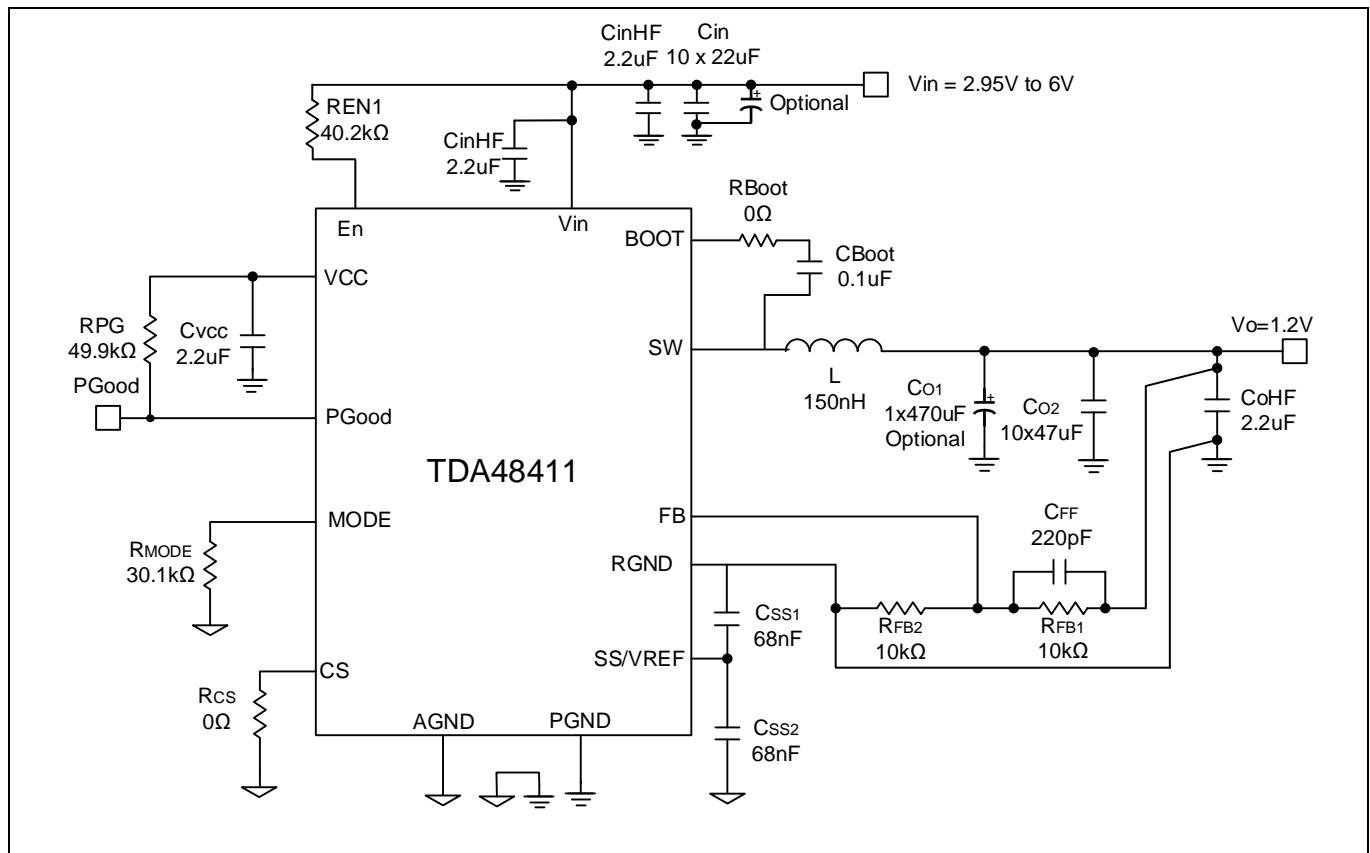 CinHF
2.2uF
Cin
10 x 22uF
Optional
Vin = 2.95V to 6V
REN1
40.2kΩ
CinHF
2.2uF
En
Vin
RBoot
0Ω
BOOT
CBoot
0.1uF
VCC
RPG
49.9kΩ
Cvcc
2.2uF
PGood
PGood
SW
L
150nH
Vo=1.2V
CO1
1x470uF
Optional
CO2
10x47uF
CoHF
2.2uF
TDA48411
MODE
RMODE
30.1kΩ
FB
RGND
CFF
220pF
RFB2
10kΩ
RFB1
10kΩ
CSS1
68nF
SS/VREF
CSS2
68nF
CS
RCS
0Ω
AGND
PGND